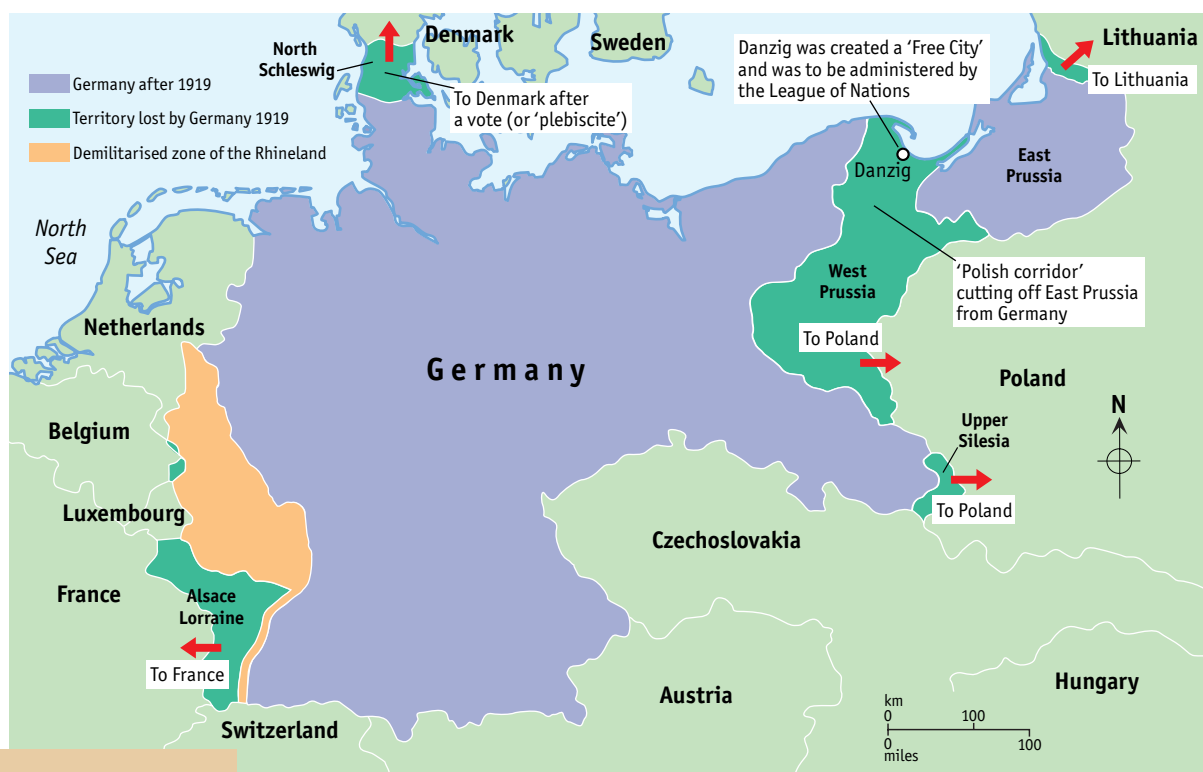 Denmark
Sweden
Lithuania
North
Schleswig
Danzig was created a ‘Free City’
and was to be administered by
the League of Nations
To Lithuania
Germany after 1919
Territory lost by Germany 1919
Demilitarised zone of the Rhineland
To Denmark after
a vote (or ‘plebiscite’)
East
Prussia
Danzig
North
Sea
West
Prussia
‘Polish corridor’
cutting off East Prussia
from Germany
Netherlands
To Poland
Germany
Poland
N
Belgium
Upper
Silesia
Luxembourg
To Poland
Czechoslovakia
France
Alsace
Lorraine
To France
Austria
Hungary
Switzerland
km
0 100
0 100
miles